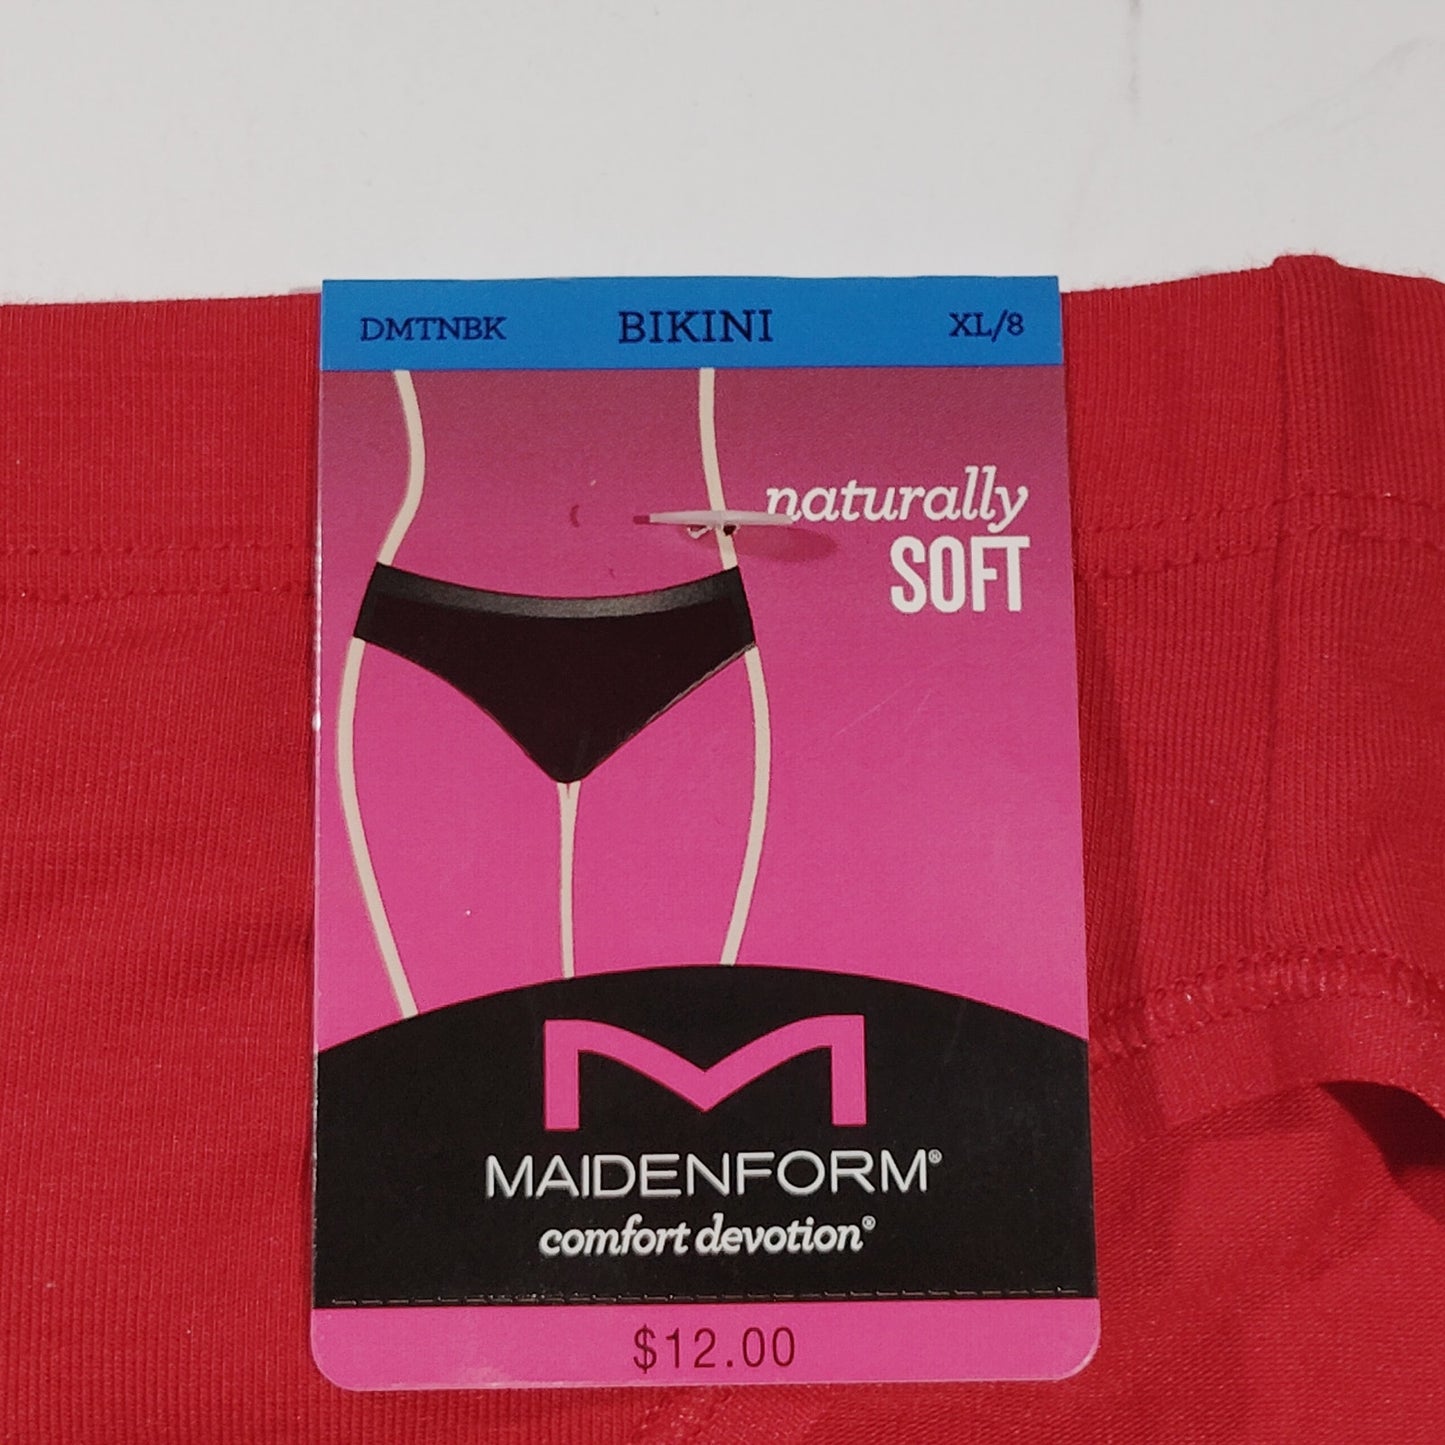 DMTNBK BIKINI XL/8
naturally
SOFT
MAIDENFORM®
comfort devotion®
$12.00